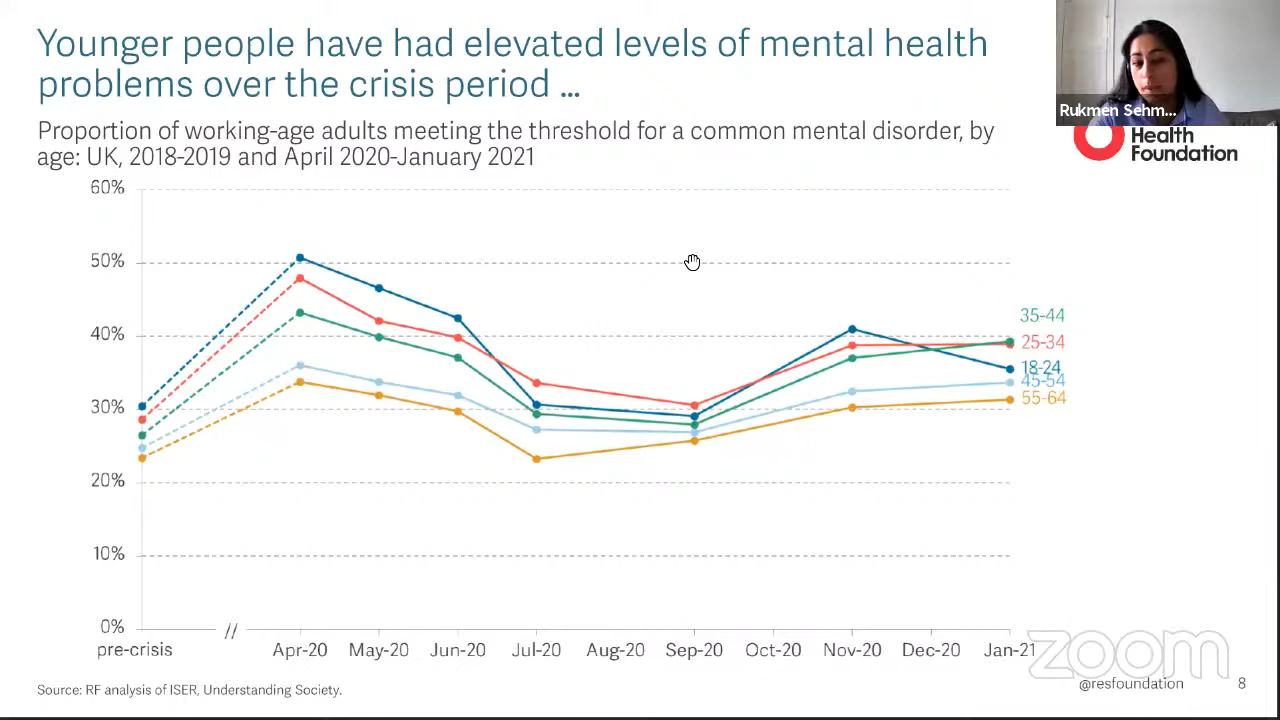 Younger people have had elevated levels of mental health
problems over the crisis period ...
Rukmen Sehm...
Health
Foundation
Proportion of working-age adults meeting the threshold for a common mental disorder, by
age: UK, 2018-2019 and April 2020-January 2021
60%
50%
40%
30%
20%
10%
0%
35-44
25-34
18-24
45-54
55-64
//
pre-crisis Apr-20 May-20 Jun-20 Jul-20 Aug-20 Sep-20 Oct-20 Nov-20 Dec-20 Jan-21
zoom
Source: RF analysis of ISER, Understanding Society.
@resfoundation
8